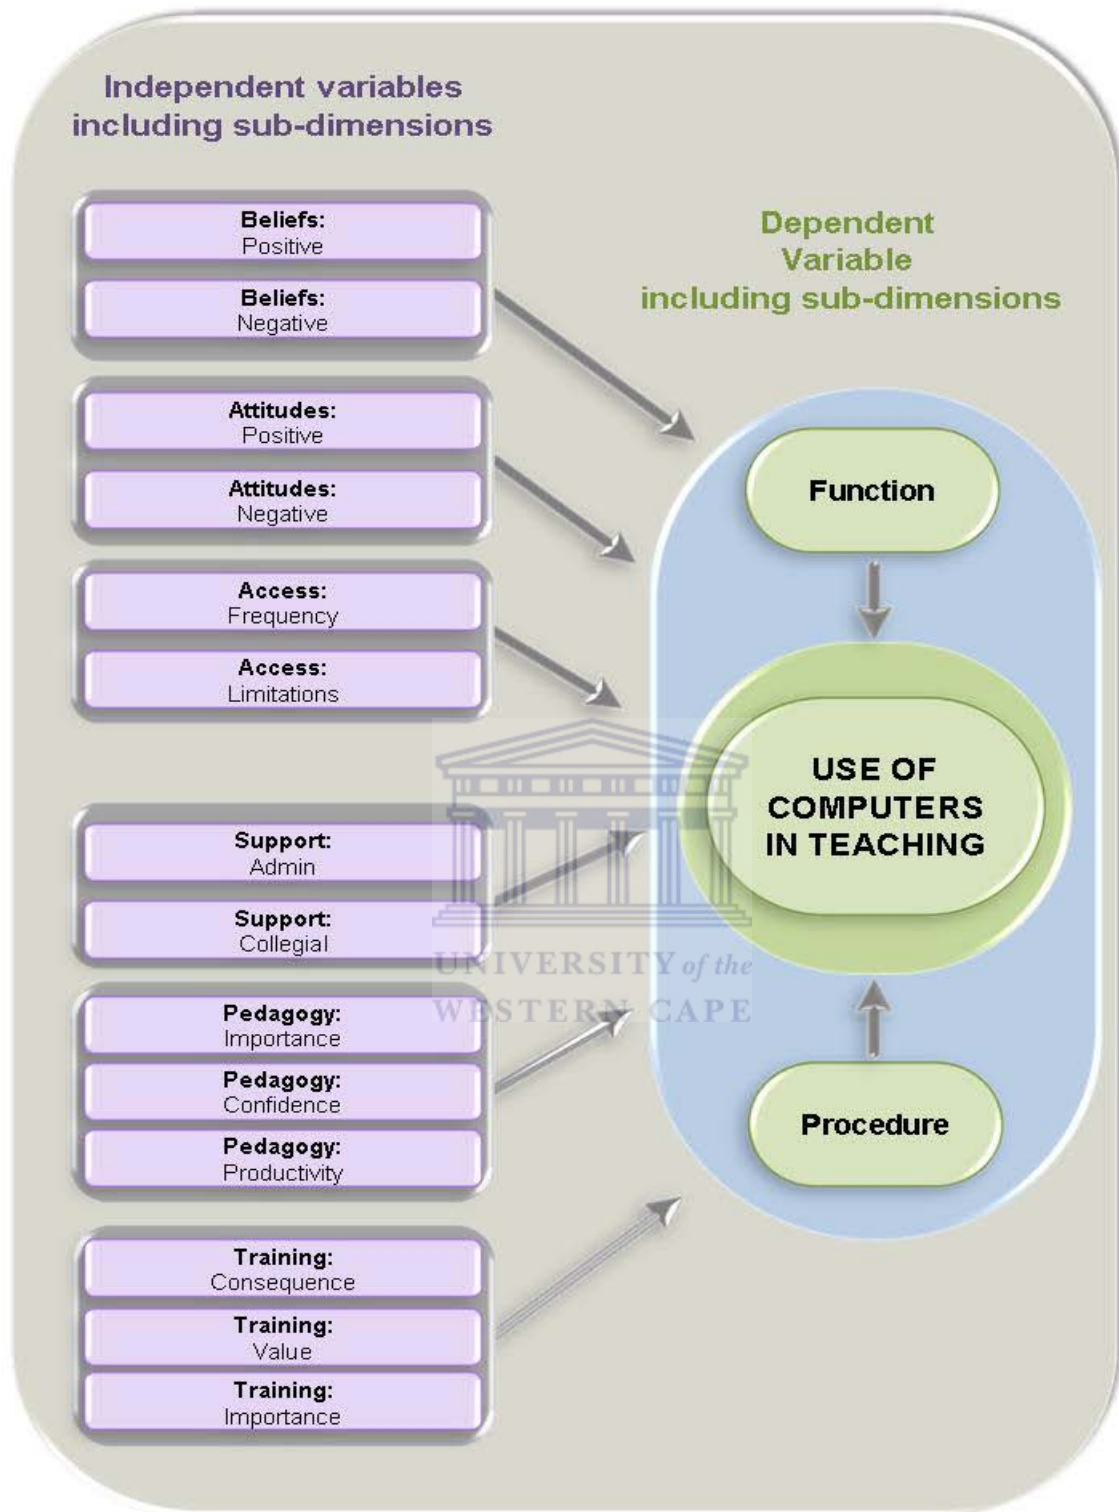 Independent variables
including sub-dimensions
Beliefs:
Positive
Beliefs:
Negative
Attitudes:
Positive
Attitudes:
Negative
Access:
Frequency
Access:
Limitations
Support:
Admin
Support:
Collegial
Pedagogy:
Importance
Pedagogy:
Confidence
Pedagogy:
Productivity
Training:
Consequence
Training:
Value
Training:
Importance
Dependent
Variable
including sub-dimensions
Function
USE OF
COMPUTERS
IN TEACHING
Procedure
UNIVERSITY of the
WESTERN CAPE